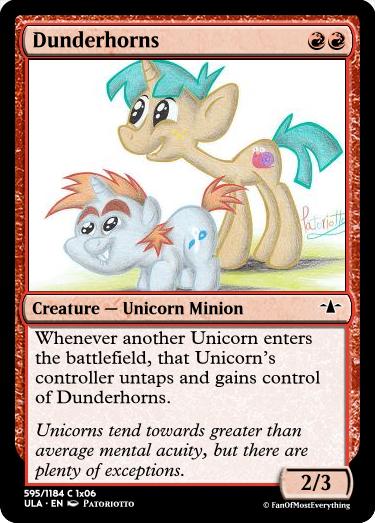 Dunderhorns
Patoriotto
Creature — Unicorn Minion
Whenever another Unicorn enters
the battlefield, that Unicorn's
controller untaps and gains control
of Dunderhorns.
Unicorns tend towards greater than
average mental acuity, but there are
plenty of exceptions.
2/3
595/1184 C 1x06
ULA • EN Patoriotto
© FanOfMostEverything